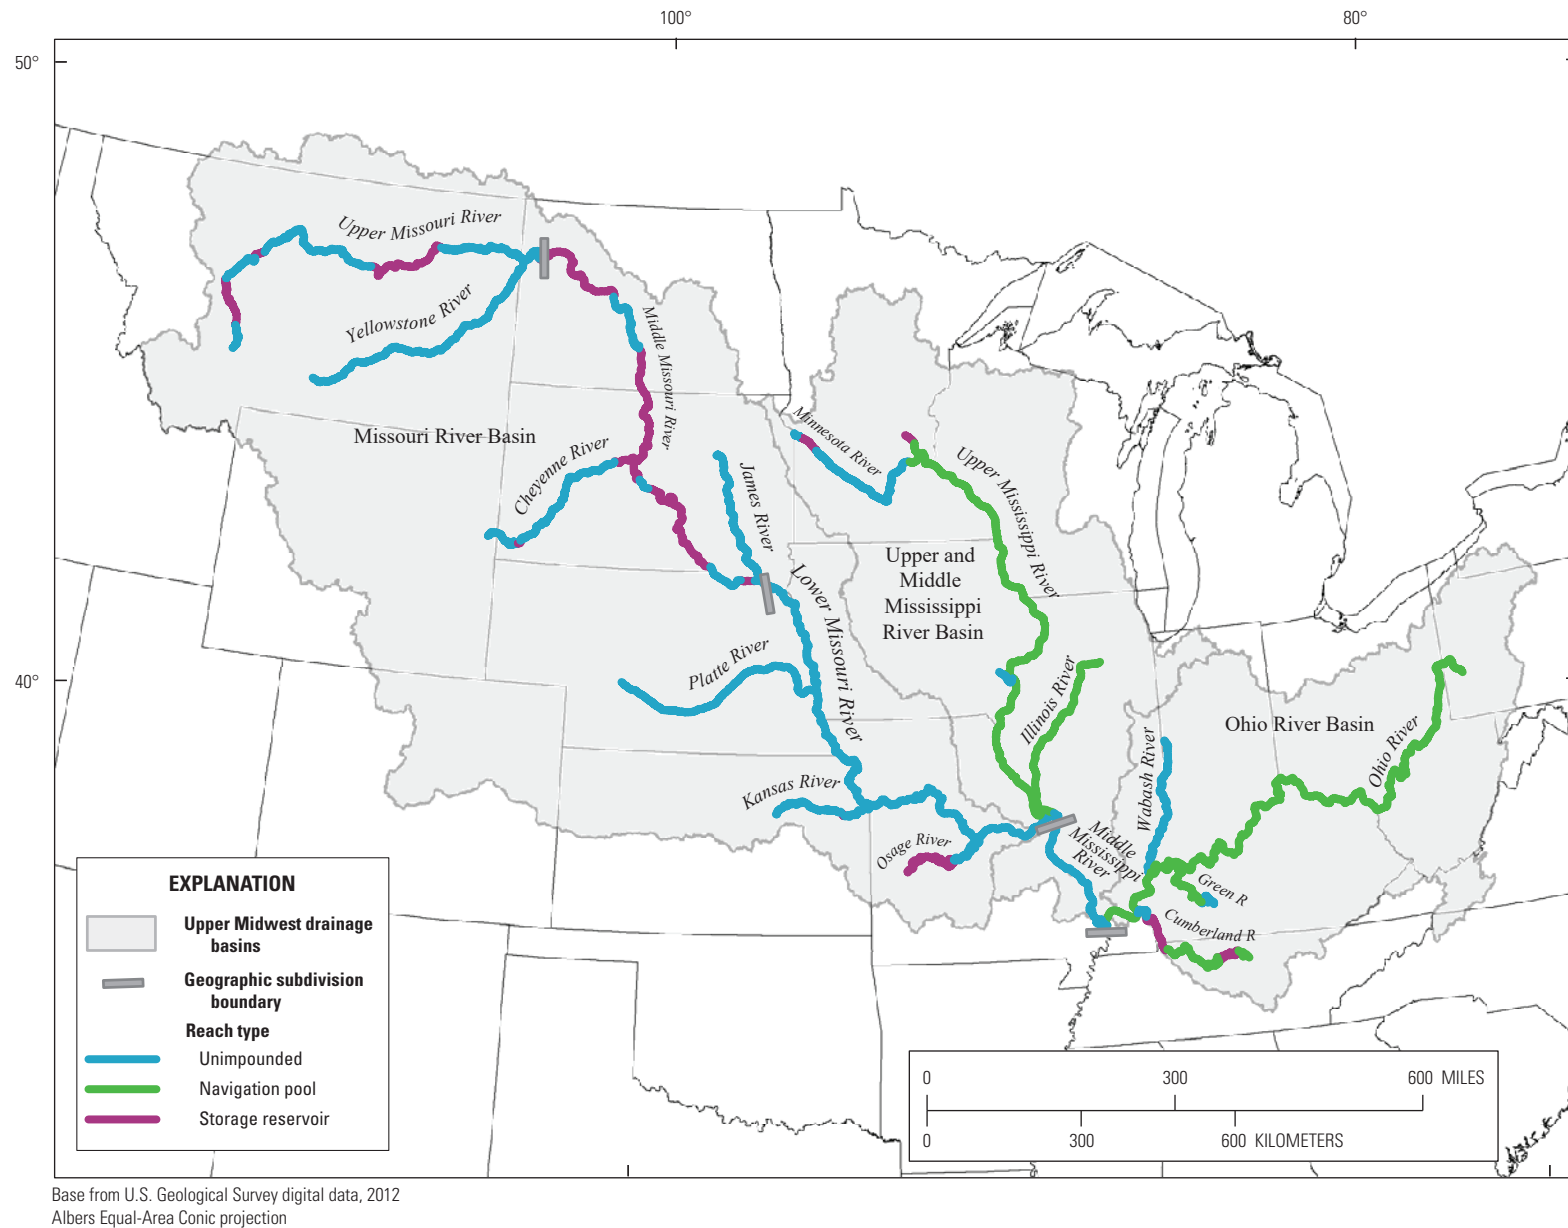 100°
80°
50°
40°
Upper Missouri River
Yellowstone River
Middle Missouri River
Missouri River Basin
Cheyenne River
James River
Minnesota River
Upper Mississippi River
Upper and
Middle
Mississippi
River Basin
Lower Missouri River
Platte River
Illinois River
Kansas River
Osage River
Middle
Mississippi
River
Wabash River
Ohio River Basin
Ohio River
Green R
Cumberland R
EXPLANATION
Upper Midwest drainage
basins
Geographic subdivision
boundary
Reach type
Unimpounded
Navigation pool
Storage reservoir
0 300 600 MILES
0 300 600 KILOMETERS
Base from U.S. Geological Survey digital data, 2012
Albers Equal-Area Conic projection